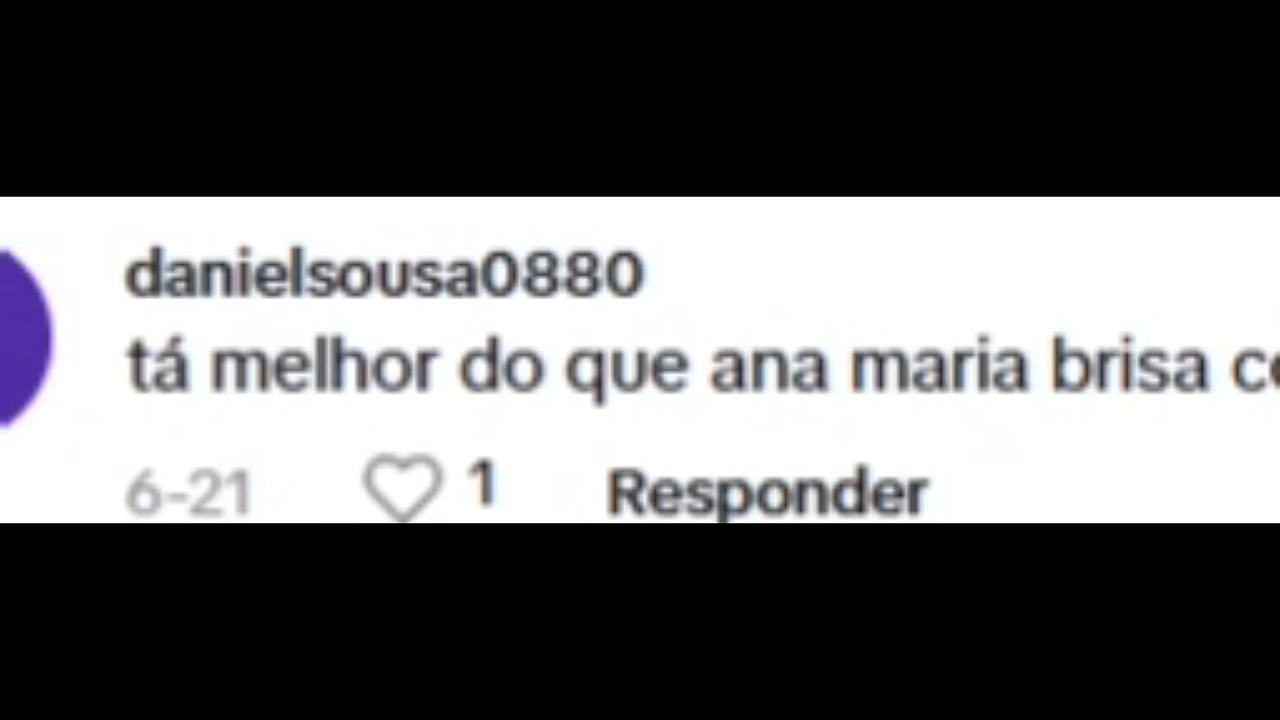 danielsousa0880
tá melhor do que ana maria brisa
6-21 1 Responder